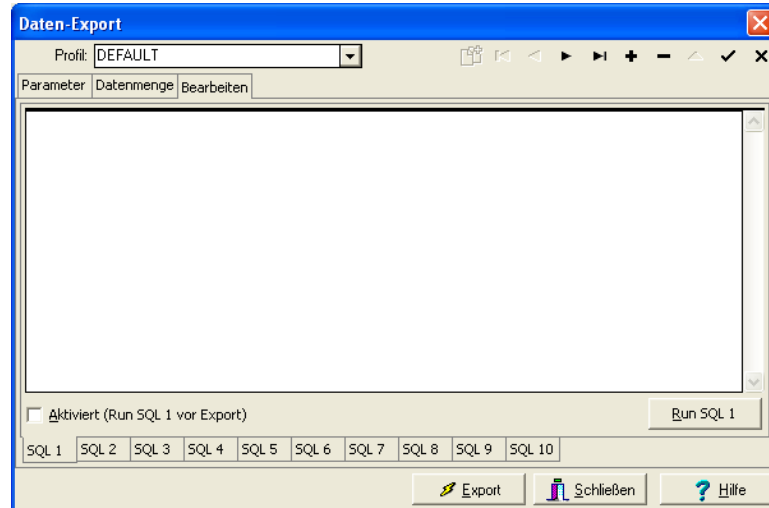 Daten-Export
Profil: DEFAULT
Parameter Datenmenge Bearbeiten
Aktiviert (Run SQL 1 vor Export) Run SQL 1
SQL 1 SQL 2 SQL 3 SQL 4 SQL 5 SQL 6 SQL 7 SQL 8 SQL 9 SQL 10
Export Schließen Hilfe